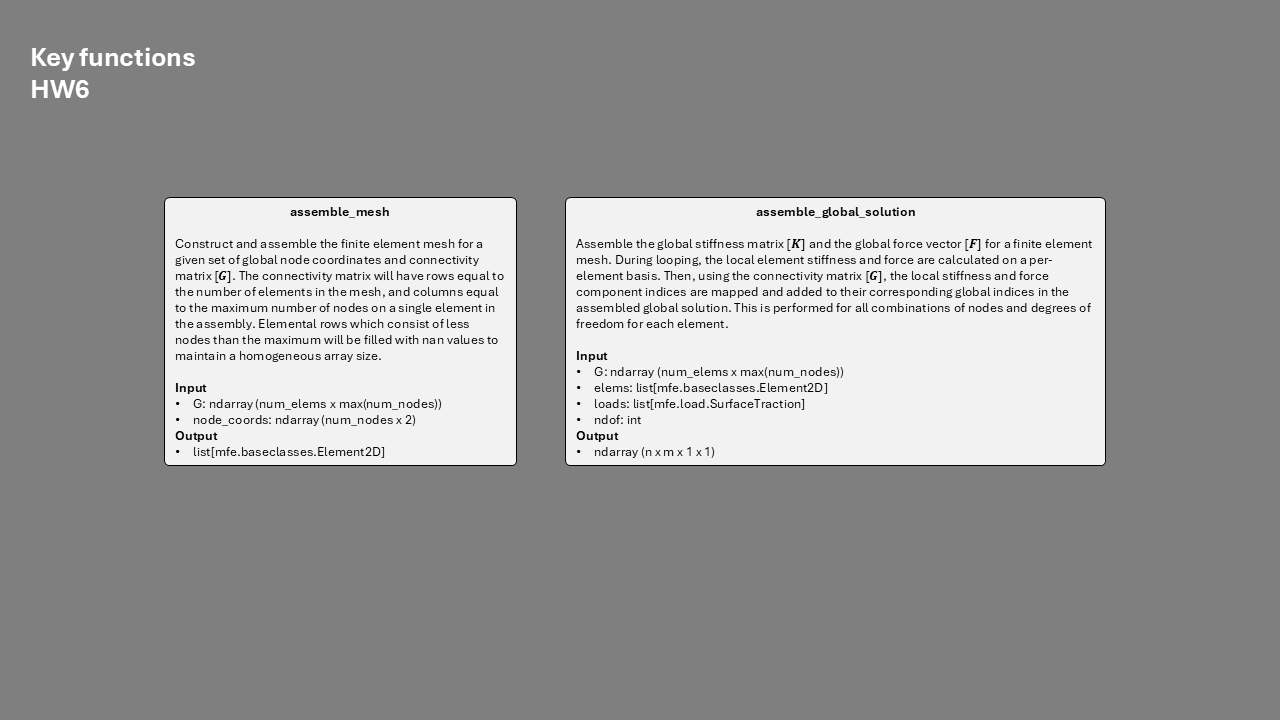 Key functions
HW6
assemble_mesh
Construct and assemble the finite element mesh for a
given set of global node coordinates and connectivity
matrix [G]. The connectivity matrix will have rows equal to
the number of elements in the mesh, and columns equal
to the maximum number of nodes on a single element in
the assembly. Elemental rows which consist of less
nodes than the maximum will be filled with nan values to
maintain a homogeneous array size.
Input
• G: ndarray (num_elems x max(num_nodes))
• node_coords: ndarray (num_nodes x 2)
Output
• list[mfe.baseclasses.Element2D]
assemble_global_solution
Assemble the global stiffness matrix [K] and the global force vector [F] for a finite element
mesh. During looping, the local element stiffness and force are calculated on a per-
element basis. Then, using the connectivity matrix [G], the local stiffness and force
component indices are mapped and added to their corresponding global indices in the
assembled global solution. This is performed for all combinations of nodes and degrees of
freedom for each element.
Input
• G: ndarray (num_elems x max(num_nodes))
• elems: list[mfe.baseclasses.Element2D]
• loads: list[mfe.load.SurfaceTraction]
• ndof: int
Output
• ndarray (n x m x 1 x 1)